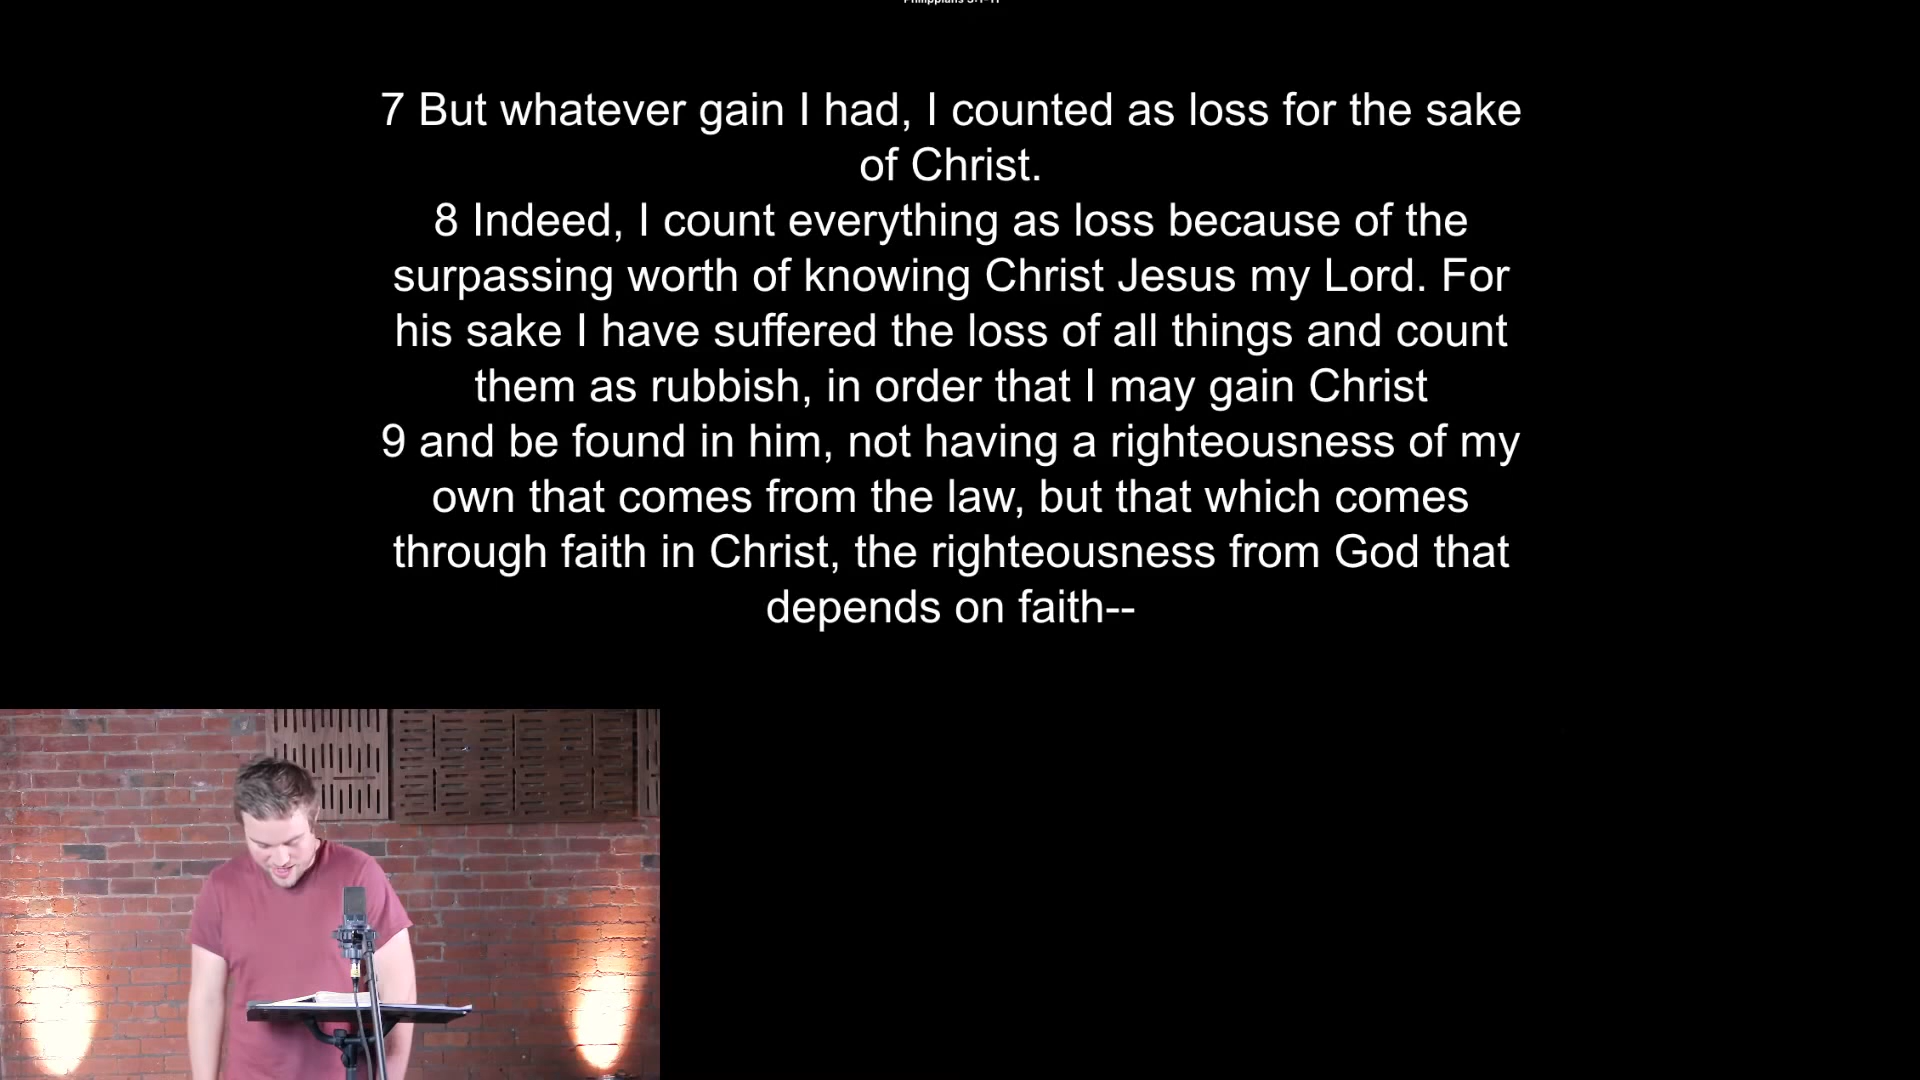 7 But whatever gain I had, I counted as loss for the sake
of Christ.
8 Indeed, I count everything as loss because of the
surpassing worth of knowing Christ Jesus my Lord. For
his sake I have suffered the loss of all things and count
them as rubbish, in order that I may gain Christ
9 and be found in him, not having a righteousness of my
own that comes from the law, but that which comes
through faith in Christ, the righteousness from God that
depends on faith--